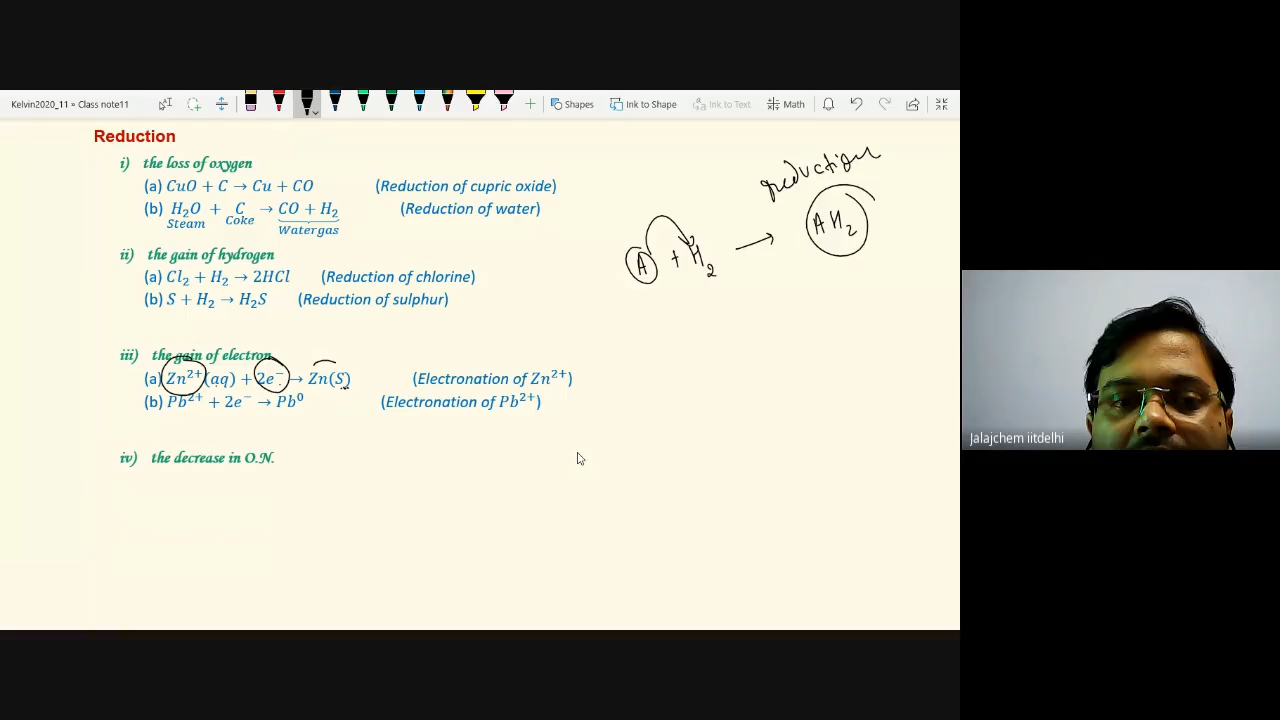 Kelvin2020_11 » Class note11
Shapes
Ink to Shape
Ink to Text
Math
Reduction
i) the loss of oxygen
(a) CuO + C → Cu + CO (Reduction of cupric oxide)
(b) H₂O + C → CO + H₂ (Reduction of water)
Steam Coke Watergas
ii) the gain of hydrogen
(a) Cl₂ + H₂ → 2HCl (Reduction of chlorine)
(b) S + H₂ → H₂S (Reduction of sulphur)
iii) the gain of electron
(a) Zn²⁺(aq) + 2e⁻ → Zn(S) (Electronation of Zn²⁺)
(b) Pb²⁺ + 2e⁻ → Pb⁰ (Electronation of Pb²⁺)
iv) the decrease in O.N.
reduction
A + H₂ → AH₂
Jalajchem iitdelhi